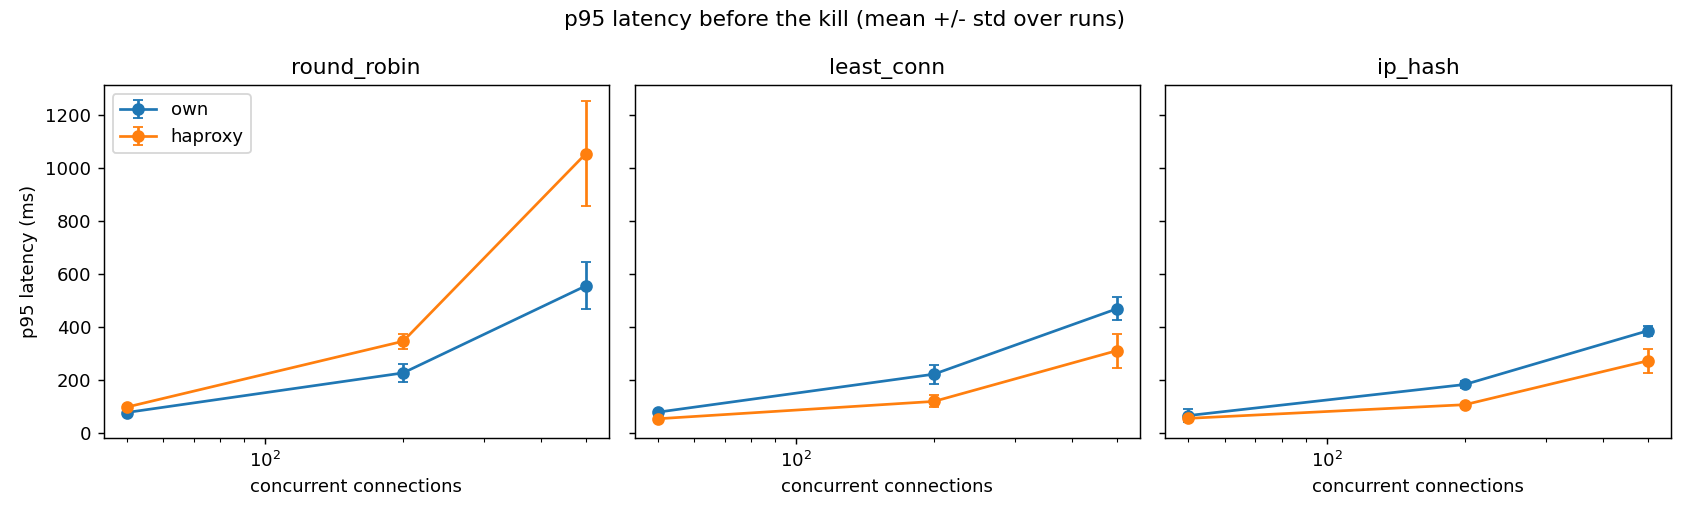 p95 latency before the kill (mean +/- std over runs)
round_robin
least_conn
ip_hash
own
haproxy
p95 latency (ms)
1200
1000
800
600
400
200
0
10²
10²
10²
concurrent connections
concurrent connections
concurrent connections